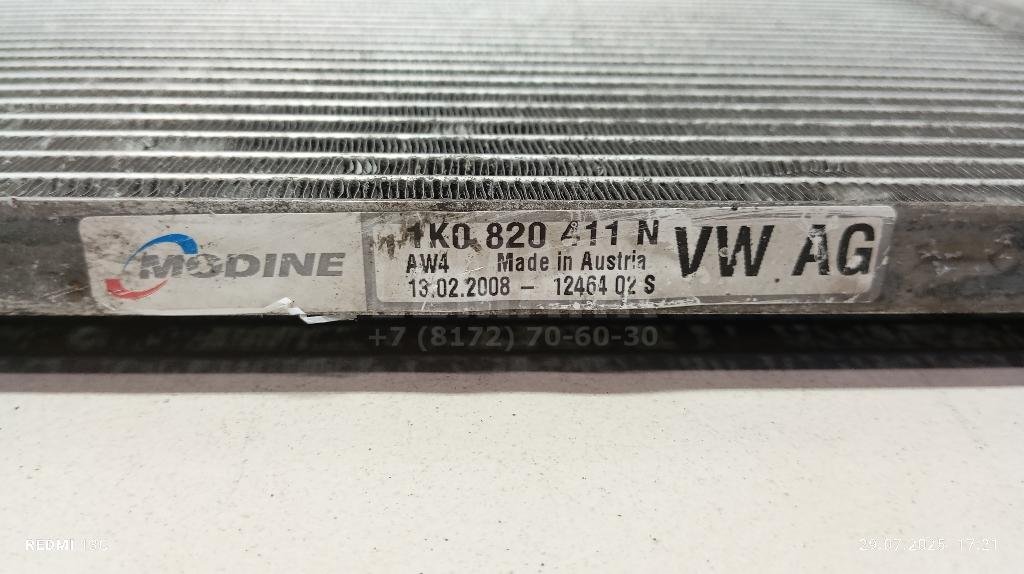 MODINE
1K0 820 411 N
AW4 Made in Austria
13.02.2008 - 12464 02 S
VW AG
+7 (8172) 70-60-30
REDMI 13C
29.07.2025 17:21